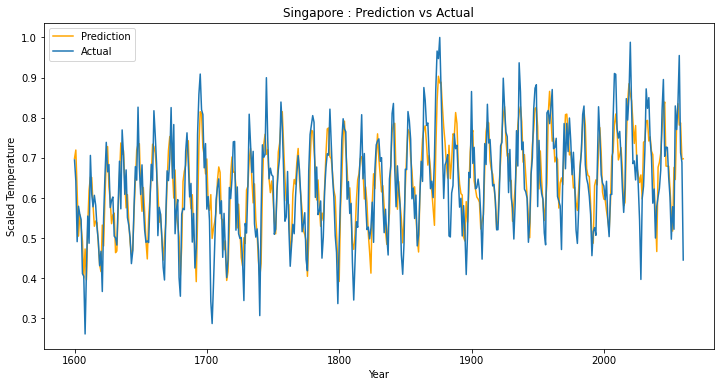 Singapore : Prediction vs Actual
Prediction
Actual
1.0
0.9
0.8
0.7
0.6
0.5
0.4
0.3
Scaled Temperature
1600
1700
1800
1900
2000
Year